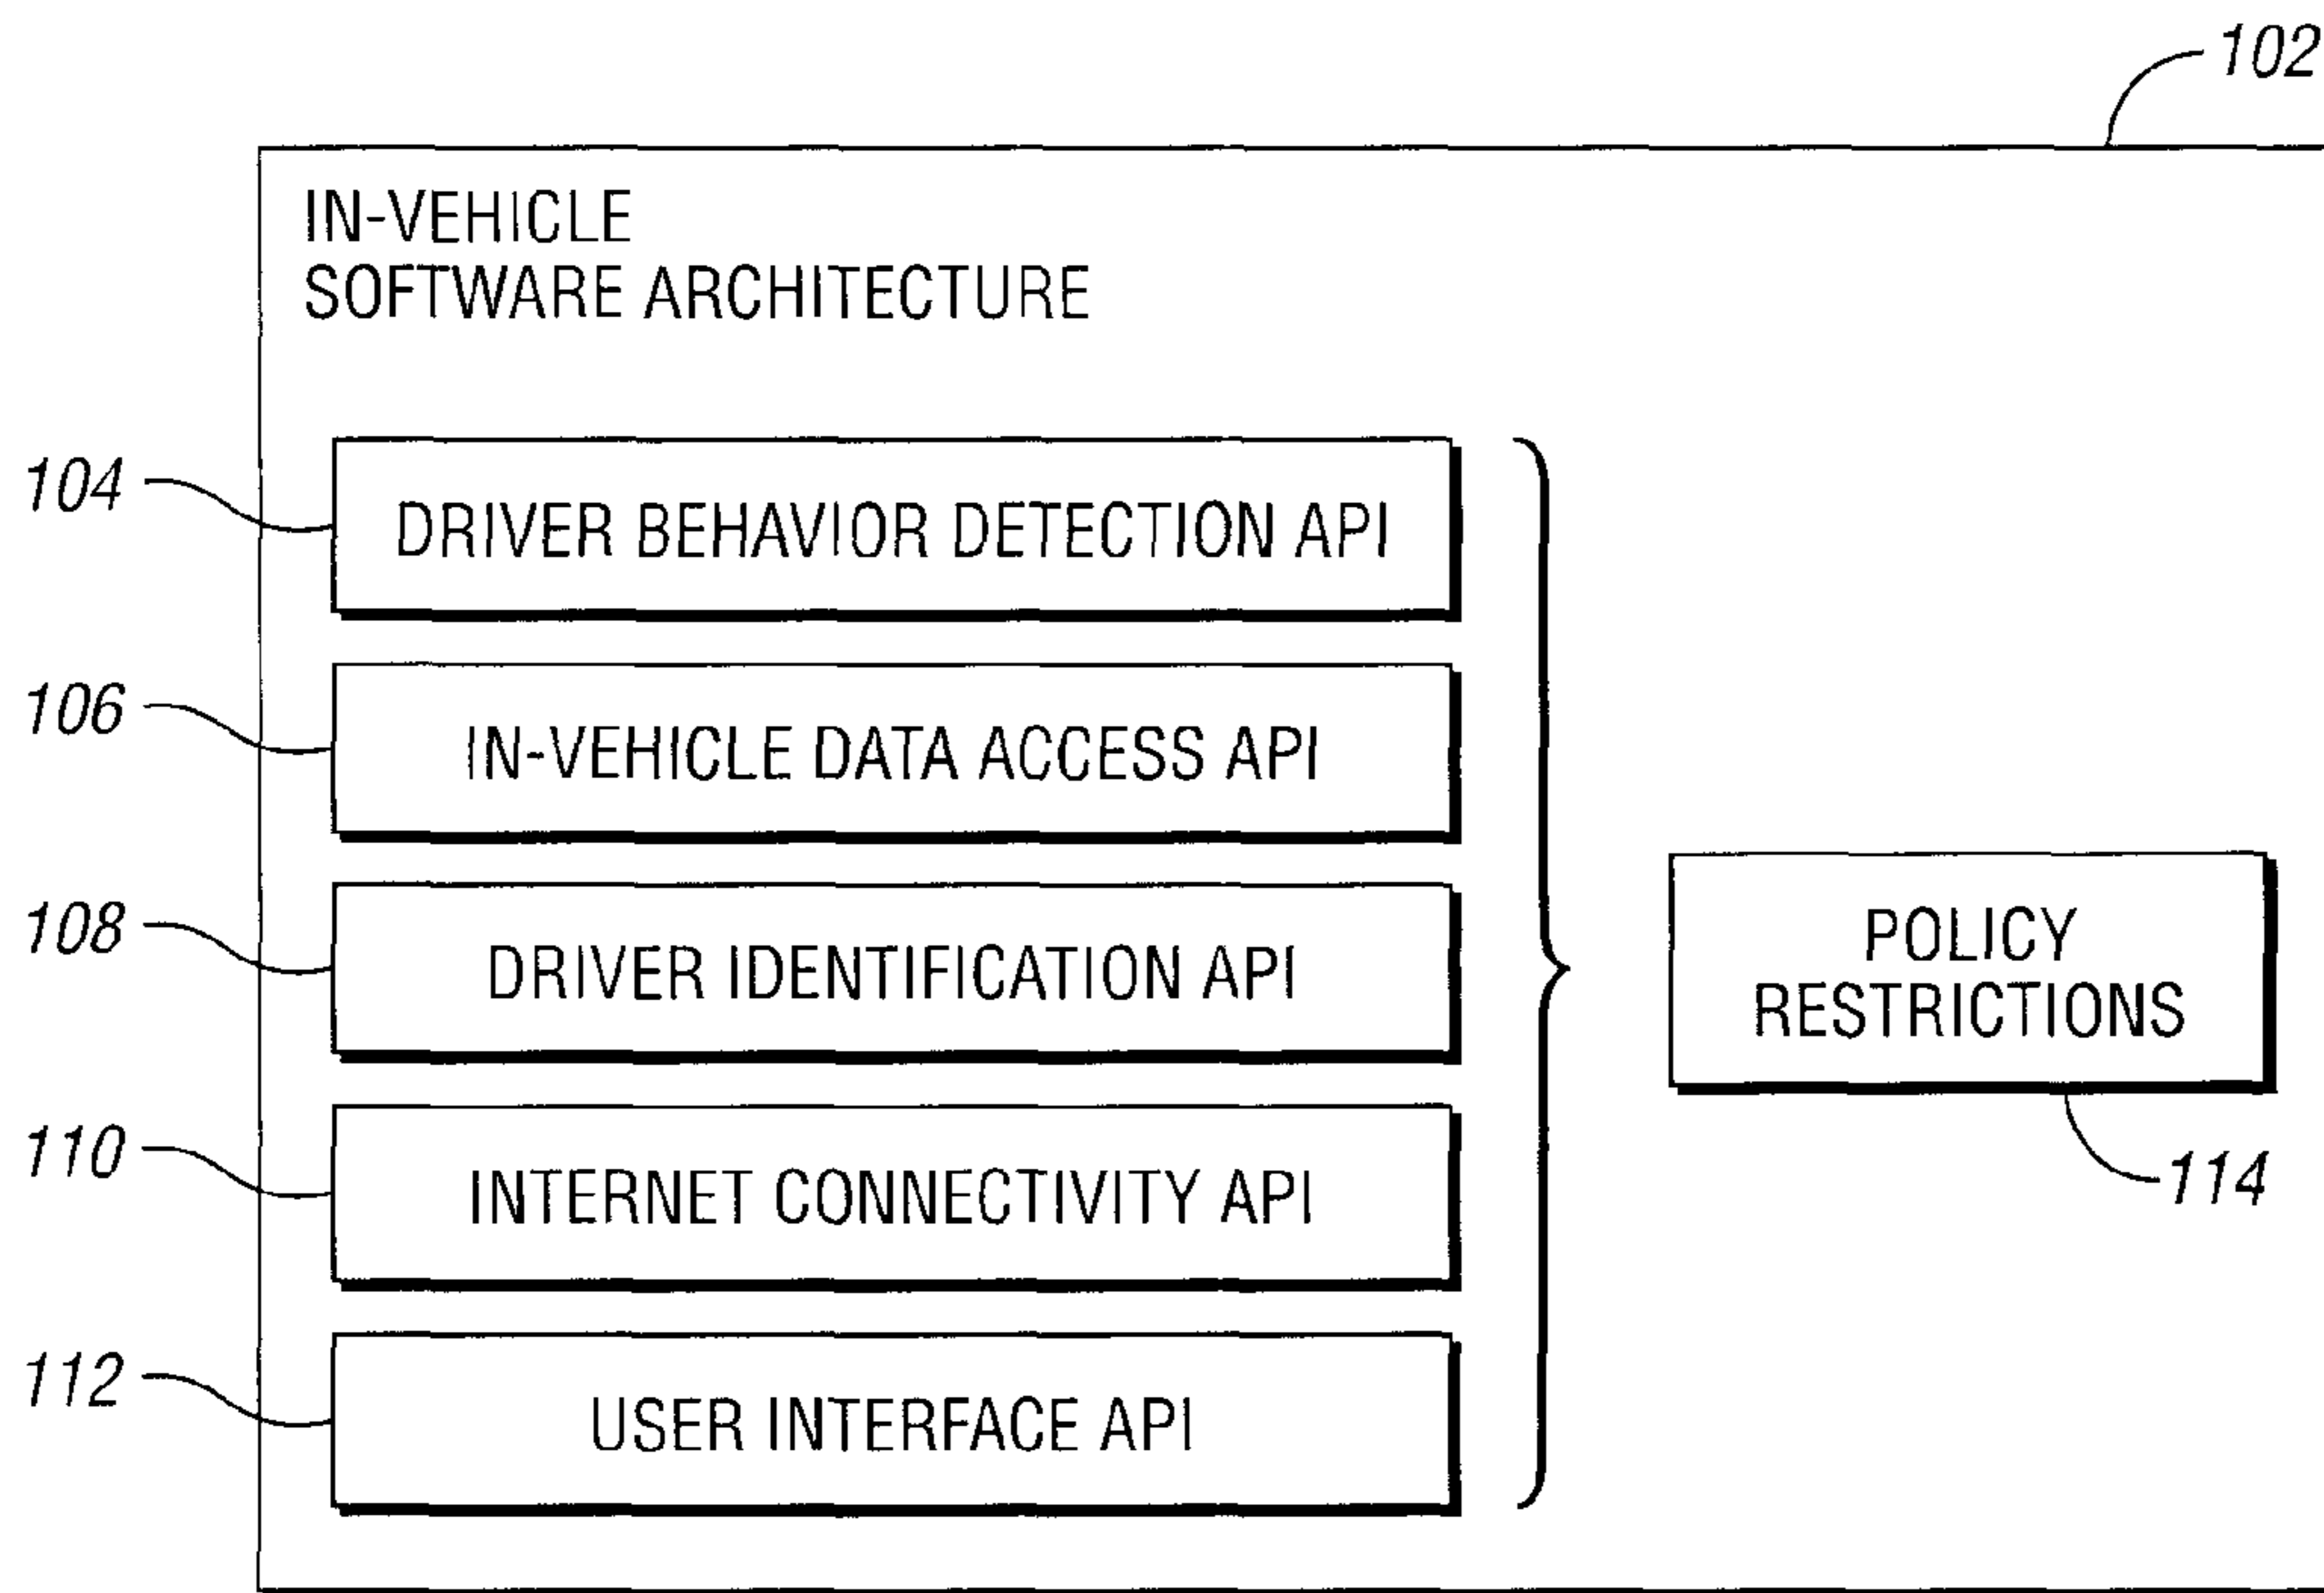 102
IN-VEHICLE
SOFTWARE ARCHITECTURE
104
DRIVER BEHAVIOR DETECTION API
106
IN-VEHICLE DATA ACCESS API
108
DRIVER IDENTIFICATION API
110
INTERNET CONNECTIVITY API
112
USER INTERFACE API
POLICY
RESTRICTIONS
114